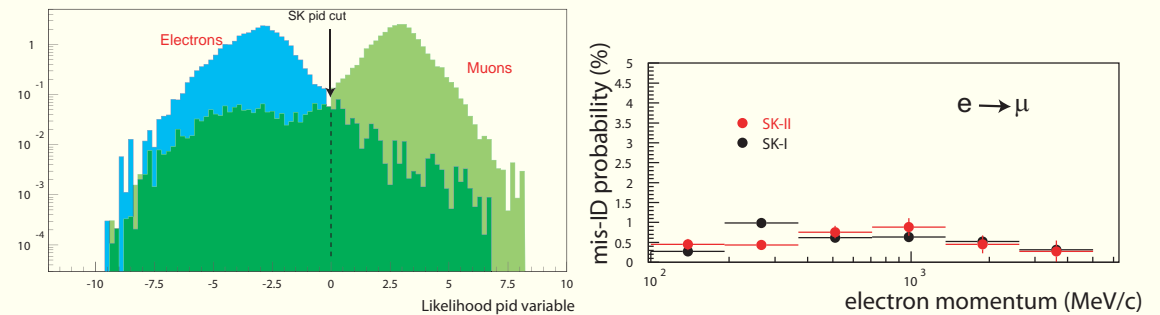 SK pid cut
Electrons
Muons
1
10 -1
10 -2
10 -3
10 -4
-10 -7.5 -5 -2.5 0 2.5 5 7.5 10
Likelihood pid variable
mis-ID probability (%)
5
4.5
4
3.5
3
2.5
2
1.5
1
0.5
0
e → μ
SK-II
SK-I
10 2 10 3
electron momentum (MeV/c)